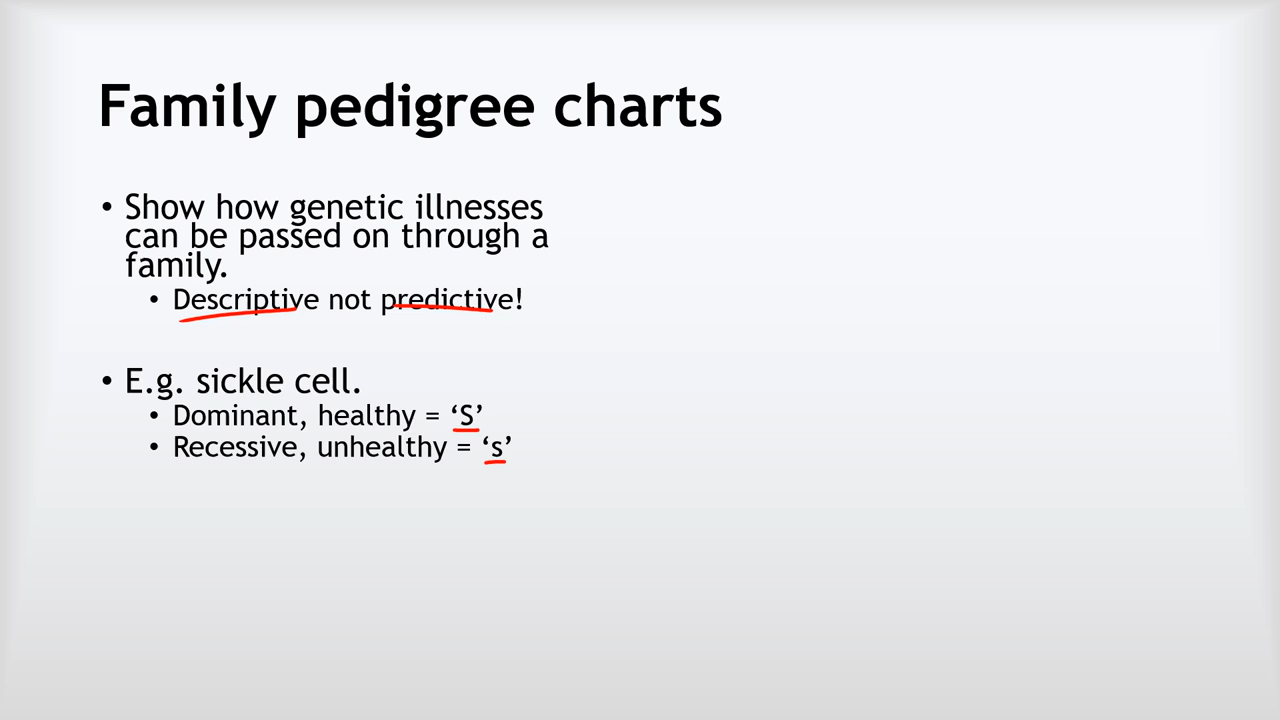 Family pedigree charts
• Show how genetic illnesses
can be passed on through a
family.
• Descriptive not predictive!
• E.g. sickle cell.
• Dominant, healthy = ‘S’
• Recessive, unhealthy = ‘s’